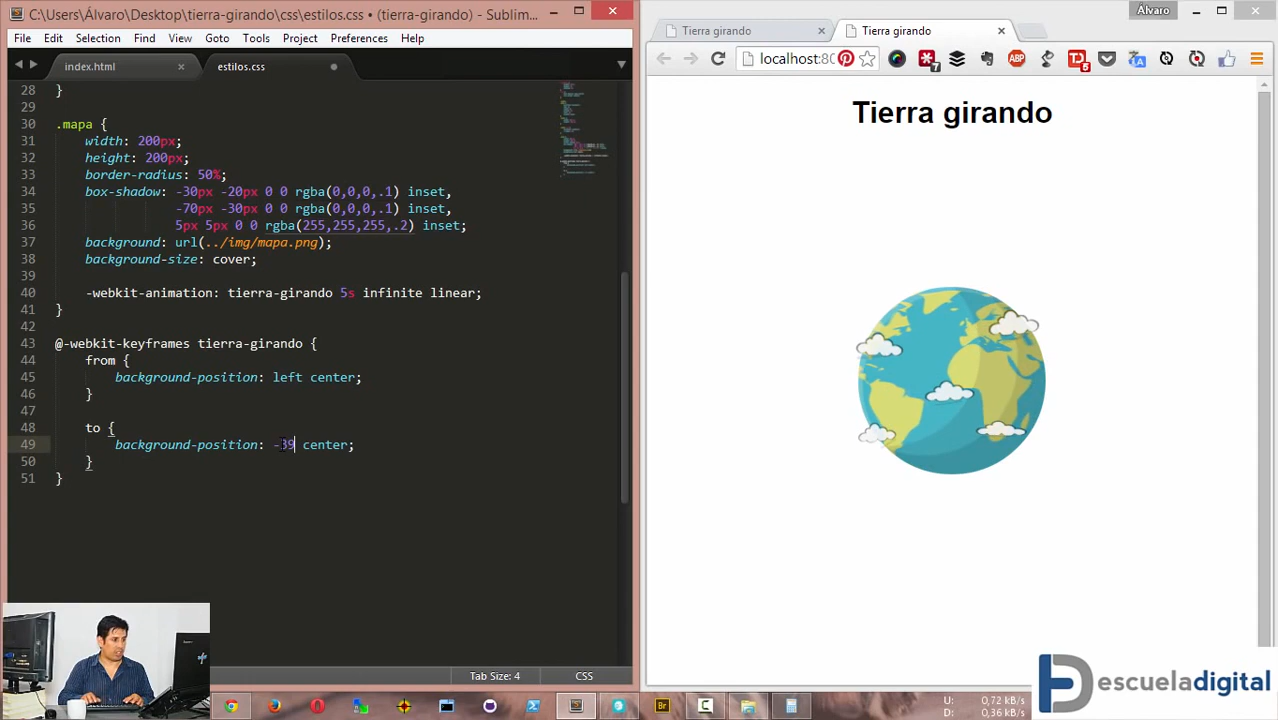 C:\Users\Álvaro\Desktop\tierra-girando\css\estilos.css • (tierra-girando) - Sublim...
File Edit Selection Find View Goto Tools Project Preferences Help
index.html
estilos.css
28 }
29
30 .mapa {
31 width: 200px;
32 height: 200px;
33 border-radius: 50%;
34 box-shadow: -30px -20px 0 0 rgba(0,0,0,.1) inset,
35 -70px -30px 0 0 rgba(0,0,0,.1) inset,
36 5px 5px 0 0 rgba(255,255,255,.2) inset;
37 background: url(../img/mapa.png);
38 background-size: cover;
39
40 -webkit-animation: tierra-girando 5s infinite linear;
41 }
42
43 @-webkit-keyframes tierra-girando {
44 from {
45 background-position: left center;
46 }
47
48 to {
49 background-position: -39 center;
50 }
51 }
Tab Size: 4 CSS
Álvaro
Tierra girando
Tierra girando
localhost:80
7
ABP
5
Tierra girando
escueladigital
Br
U: 0,72 kB/s
D: 0,36 kB/s